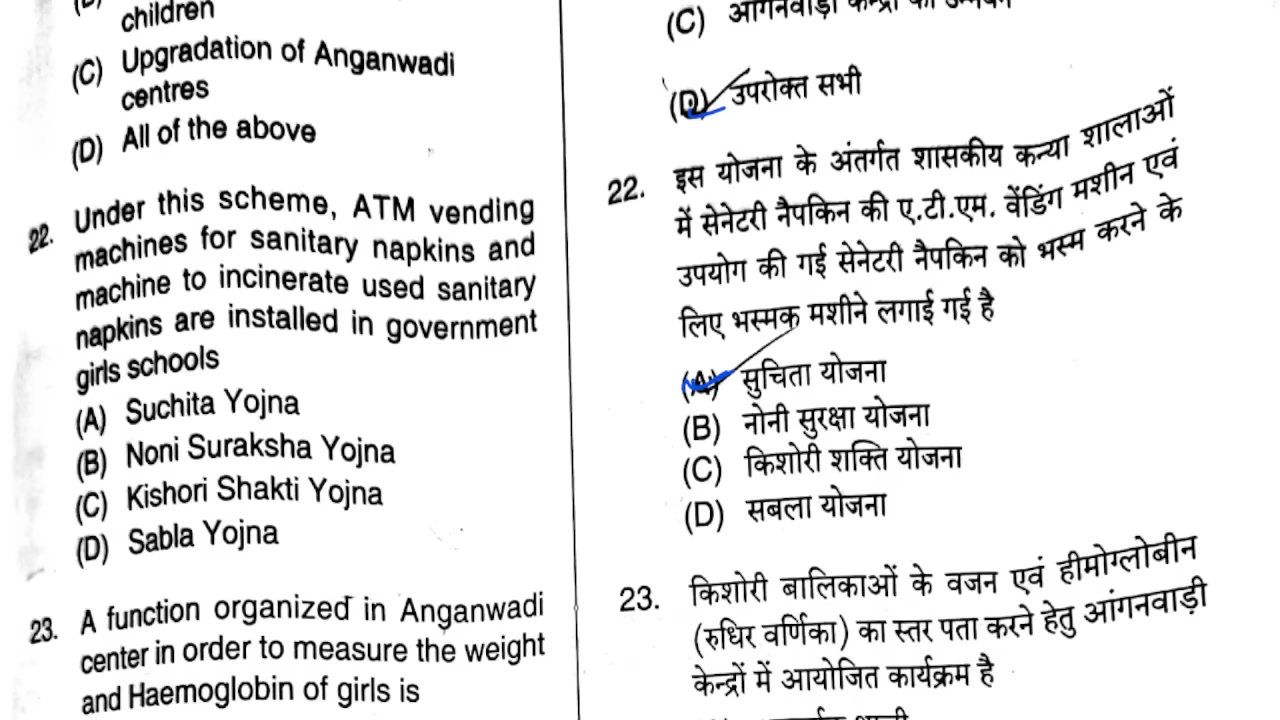 children
(C) Upgradation of Anganwadi
centres
(D) All of the above
22. Under this scheme, ATM vending
machines for sanitary napkins and
machine to incinerate used sanitary
napkins are installed in government
girls schools
(A) Suchita Yojna
(B) Noni Suraksha Yojna
(C) Kishori Shakti Yojna
(D) Sabla Yojna
23. A function organized in Anganwadi
center in order to measure the weight
and Haemoglobin of girls is
(C) आंगनवाड़ी केन्द्रों का उन्नयन
(D) उपरोक्त सभी
22. इस योजना के अंतर्गत शासकीय कन्या शालाओं
में सेनेटरी नैपकिन की ए.टी.एम. वेंडिंग मशीन एवं
उपयोग की गई सेनेटरी नैपकिन को भस्म करने के
लिए भस्मक मशीने लगाई गई है
(A) सुचिता योजना
(B) नोनी सुरक्षा योजना
(C) किशोरी शक्ति योजना
(D) सबला योजना
23. किशोरी बालिकाओं के वजन एवं हीमोग्लोबीन
(रुधिर वर्णिका) का स्तर पता करने हेतु आंगनवाड़ी
केन्द्रों में आयोजित कार्यक्रम है